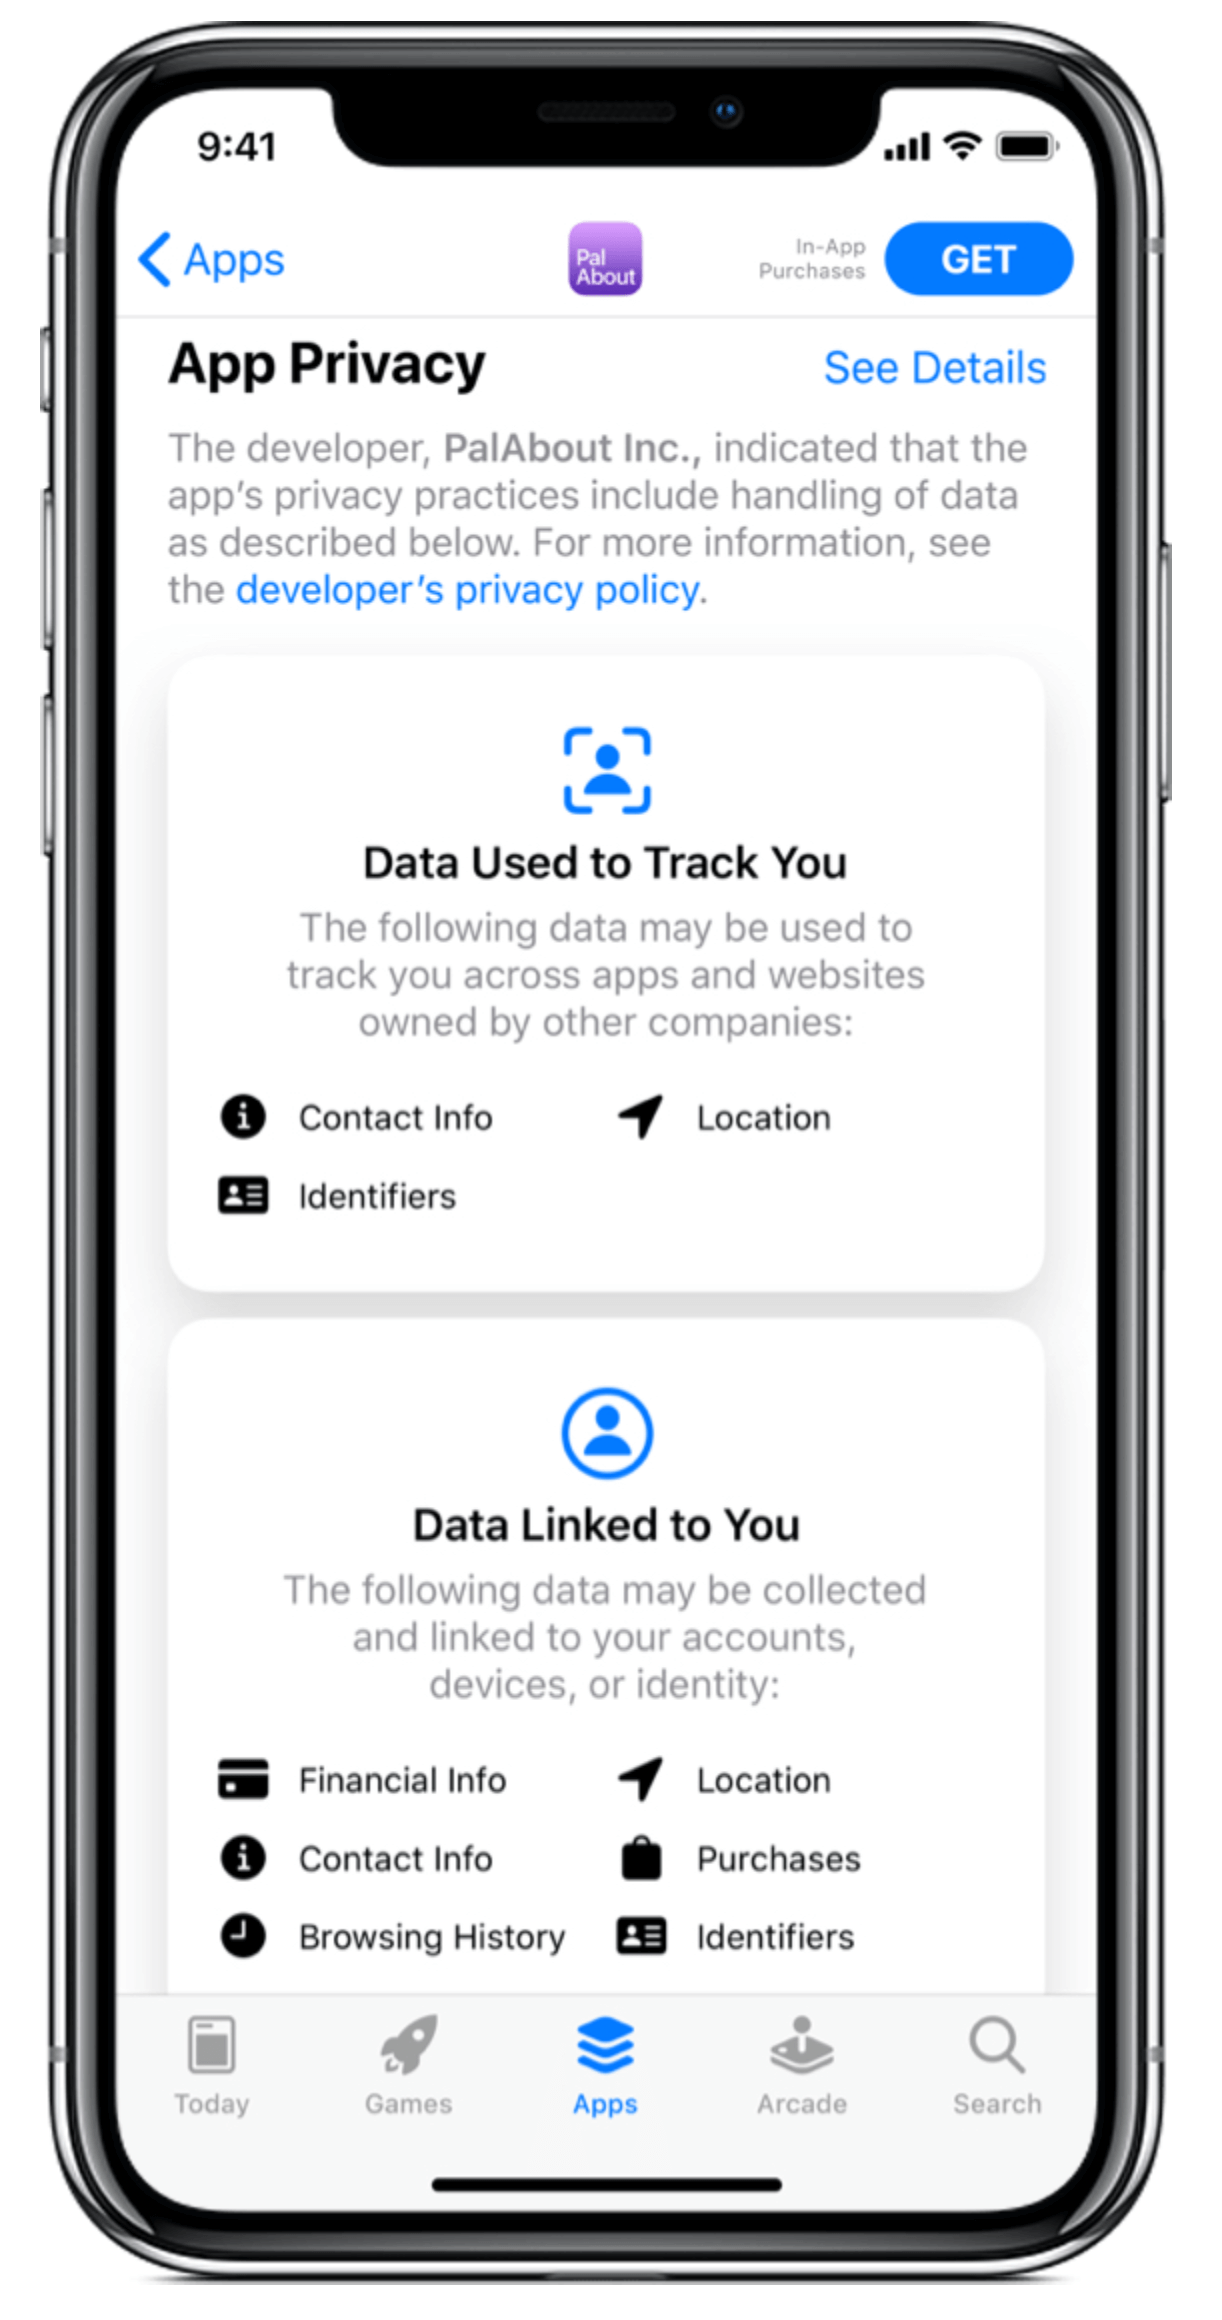 9:41
Apps
Pal
About
In-App
Purchases
GET
App Privacy
See Details
The developer, PalAbout Inc., indicated that the
app's privacy practices include handling of data
as described below. For more information, see
the developer's privacy policy.
Data Used to Track You
The following data may be used to
track you across apps and websites
owned by other companies:
Contact Info
Location
Identifiers
Data Linked to You
The following data may be collected
and linked to your accounts,
devices, or identity:
Financial Info
Location
Contact Info
Purchases
Browsing History
Identifiers
Today
Games
Apps
Arcade
Search